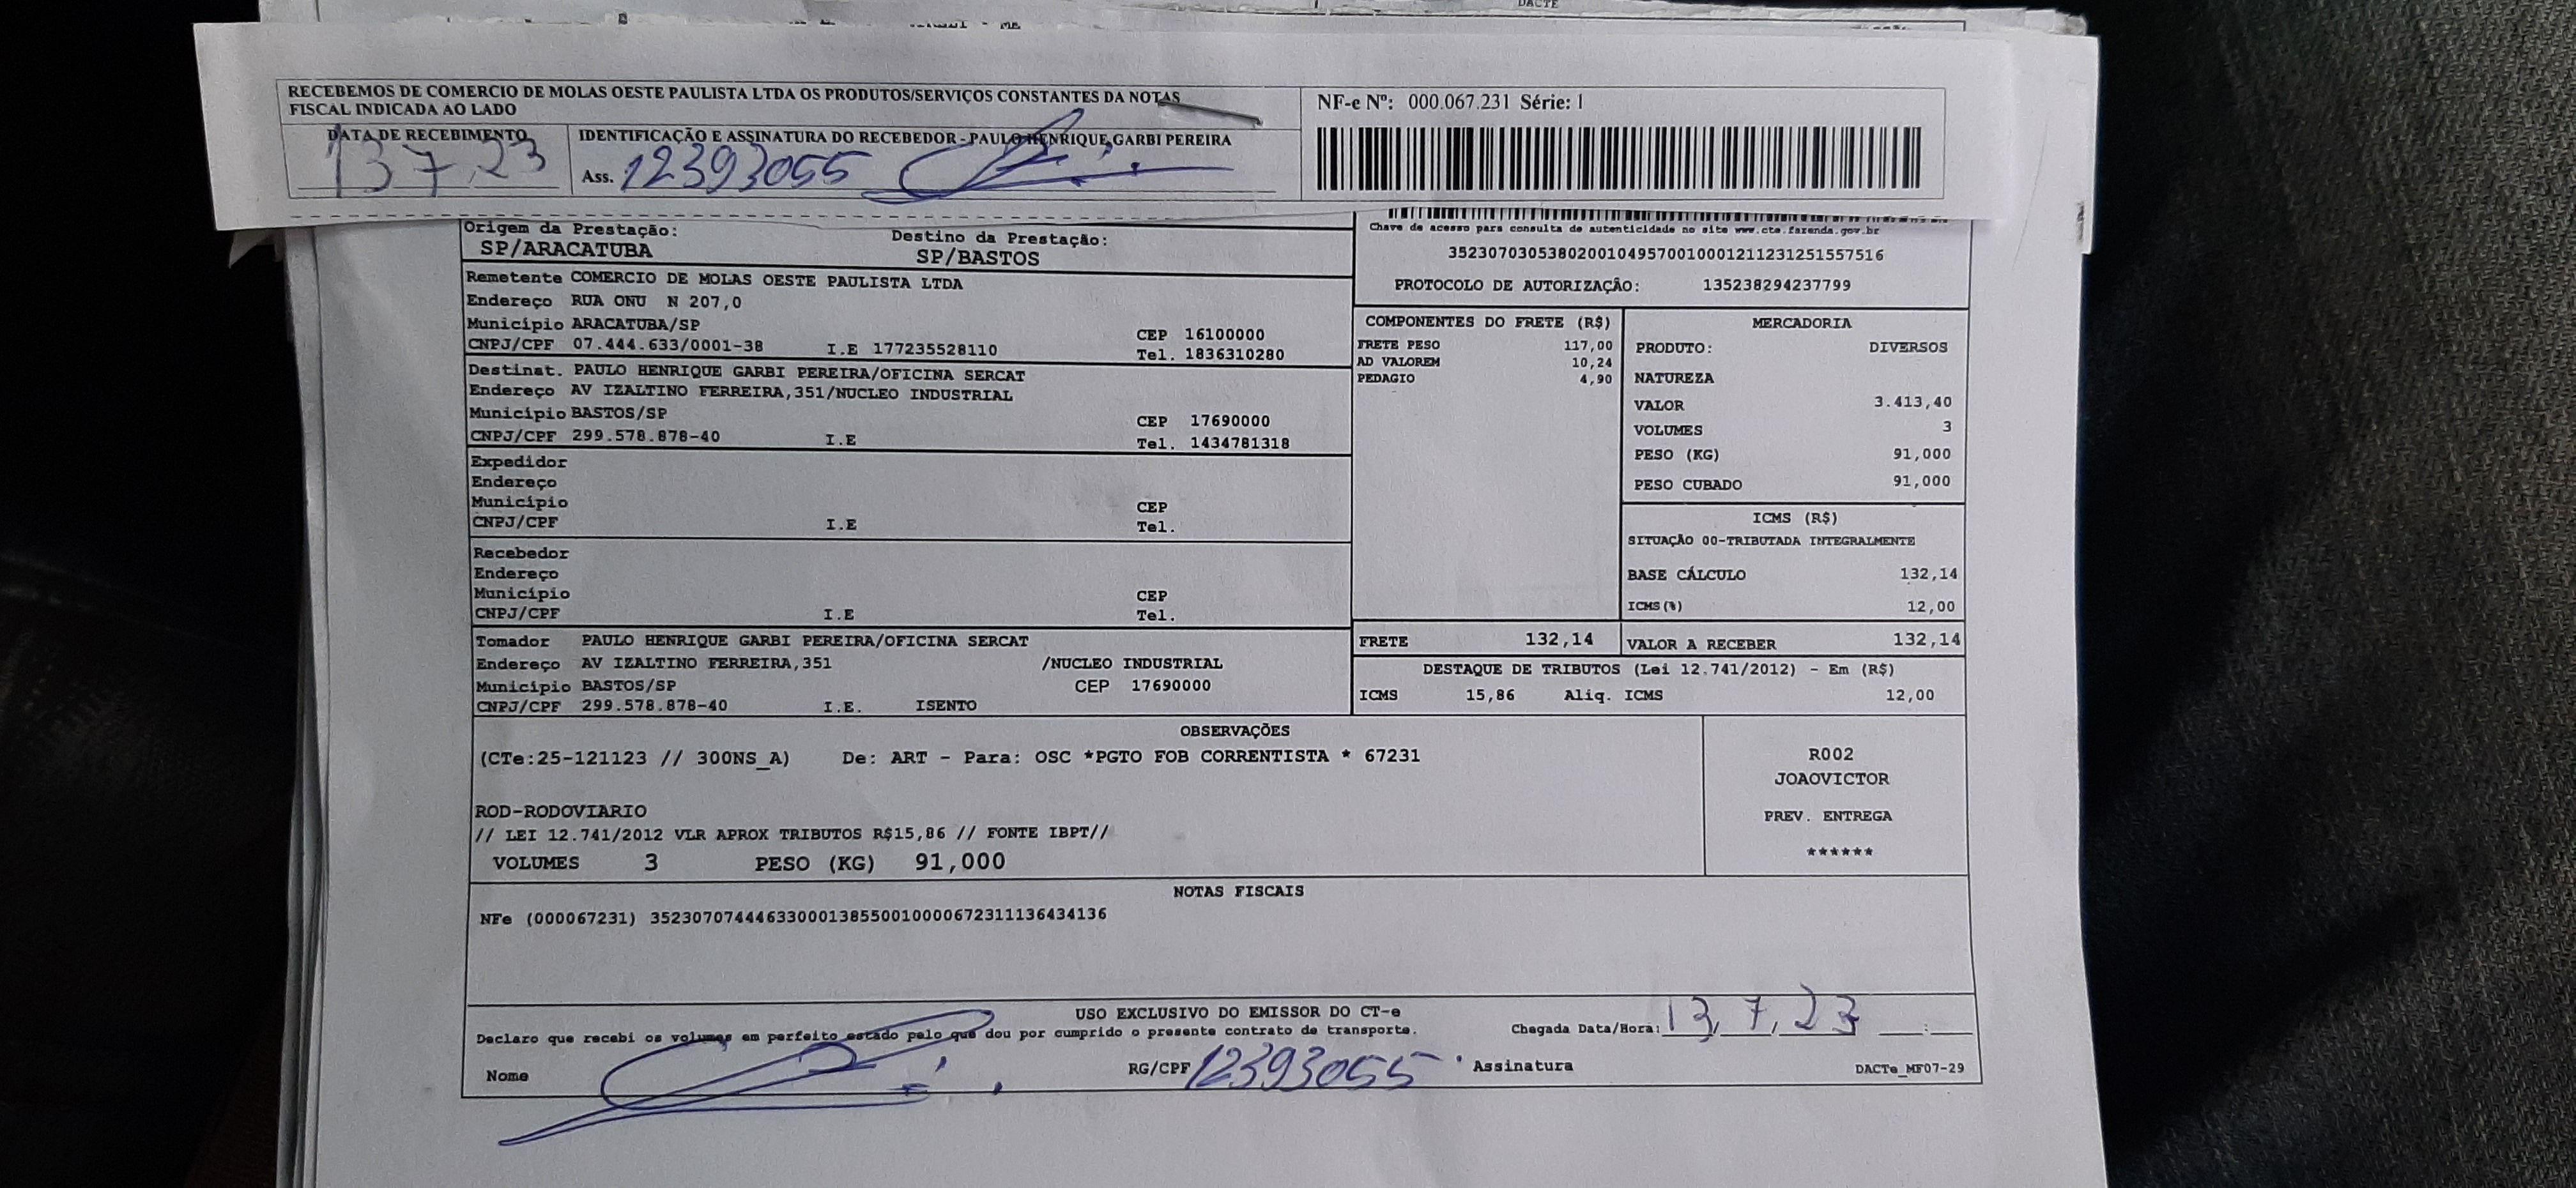 DACTE
RECEBEMOS DE COMERCIO DE MOLAS OESTE PAULISTA LTDA OS PRODUTOS/SERVIÇOS CONSTANTES DA NOTAS
FISCAL INDICADA AO LADO
NF-e Nº: 000.067.231 Série: 1
DATA DE RECEBIMENTO
13 7, 23
IDENTIFICAÇÃO E ASSINATURA DO RECEBEDOR - PAULO HENRIQUE GARBI PEREIRA
Ass. 12393055
Origem da Prestação:
SP/ARACATUBA
Destino da Prestação:
SP/BASTOS
Chave de acesso para consulta de autenticidade no site www.cte.fazenda.gov.br
35230703053802001049570010001211231251557516
PROTOCOLO DE AUTORIZAÇÃO: 135238294237799
Remetente COMERCIO DE MOLAS OESTE PAULISTA LTDA
Endereço RUA ONU N 207,0
Município ARACATUBA/SP CEP 16100000
CNPJ/CPF 07.444.633/0001-38 I.E 177235528110 Tel. 1836310280
Destinat. PAULO HENRIQUE GARBI PEREIRA/OFICINA SERCAT
Endereço AV IZALTINO FERREIRA,351/NUCLEO INDUSTRIAL
Município BASTOS/SP CEP 17690000
CNPJ/CPF 299.578.878-40 I.E Tel. 1434781318
Expedidor
Endereço
Município CEP
CNPJ/CPF I.E Tel.
Recebedor
Endereço
Município CEP
CNPJ/CPF I.E Tel.
Tomador PAULO HENRIQUE GARBI PEREIRA/OFICINA SERCAT
Endereço AV IZALTINO FERREIRA,351 /NUCLEO INDUSTRIAL
Município BASTOS/SP CEP 17690000
CNPJ/CPF 299.578.878-40 I.E. ISENTO
COMPONENTES DO FRETE (R$)
FRETE PESO 117,00
AD VALOREM 10,24
PEDAGIO 4,90
MERCADORIA
PRODUTO: DIVERSOS
NATUREZA
VALOR 3.413,40
VOLUMES 3
PESO (KG) 91,000
PESO CUBADO 91,000
ICMS (R$)
SITUAÇÃO 00-TRIBUTADA INTEGRALMENTE
BASE CÁLCULO 132,14
ICMS(%) 12,00
FRETE 132,14
VALOR A RECEBER 132,14
DESTAQUE DE TRIBUTOS (Lei 12.741/2012) - Em (R$)
ICMS 15,86 Aliq. ICMS 12,00
OBSERVAÇÕES
(CTe:25-121123 // 300NS_A) De: ART - Para: OSC *PGTO FOB CORRENTISTA * 67231
ROD-RODOVIARIO
// LEI 12.741/2012 VLR APROX TRIBUTOS R$15,86 // FONTE IBPT//
VOLUMES 3 PESO (KG) 91,000
R002
JOAOVICTOR
PREV. ENTREGA
******
NOTAS FISCAIS
NFe (000067231) 35230707444633000138550010000672311136434136
USO EXCLUSIVO DO EMISSOR DO CT-e
Declaro que recebi os volumes em perfeito estado pelo que dou por cumprido o presente contrato de transporte.
Chegada Data/Hora: 13, 7, 23 __:__
Nome
RG/CPF 12393055
Assinatura
DACTe_MF07-29